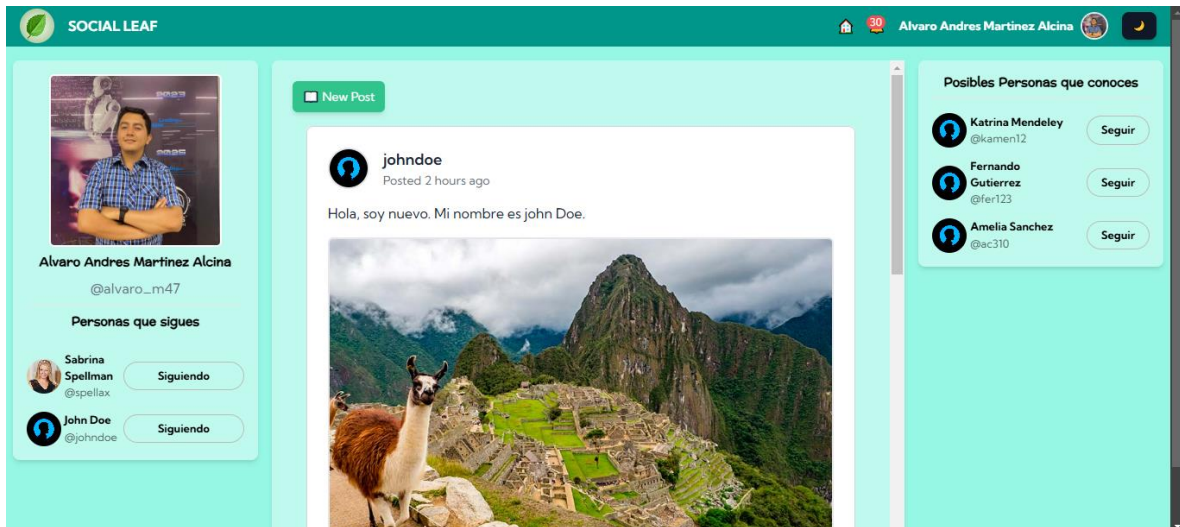 SOCIAL LEAF
30
Alvaro Andres Martinez Alcina
Alvaro Andres Martinez Alcina
@alvaro_m47
Personas que sigues
Sabrina
Spellman
@spellax
Siguiendo
John Doe
@johndoe
Siguiendo
New Post
johndoe
Posted 2 hours ago
Hola, soy nuevo. Mi nombre es john Doe.
Posibles Personas que conoces
Katrina Mendeley
@kamen12
Seguir
Fernando
Gutierrez
@fer123
Seguir
Amelia Sanchez
@ac310
Seguir